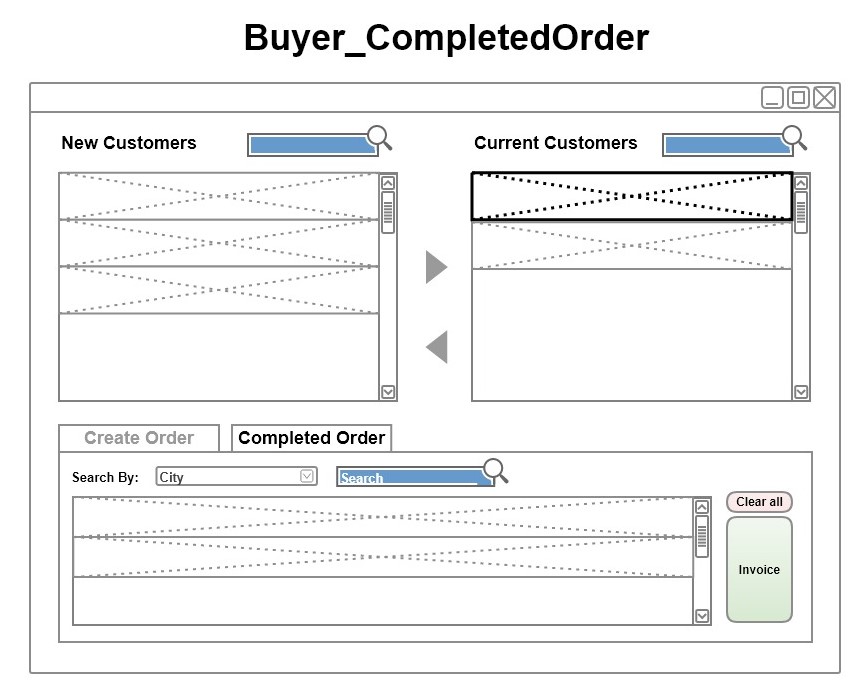 Buyer_CompletedOrder
New Customers
Current Customers
Create Order
Completed Order
Search By:
City
Search
Clear all
Invoice